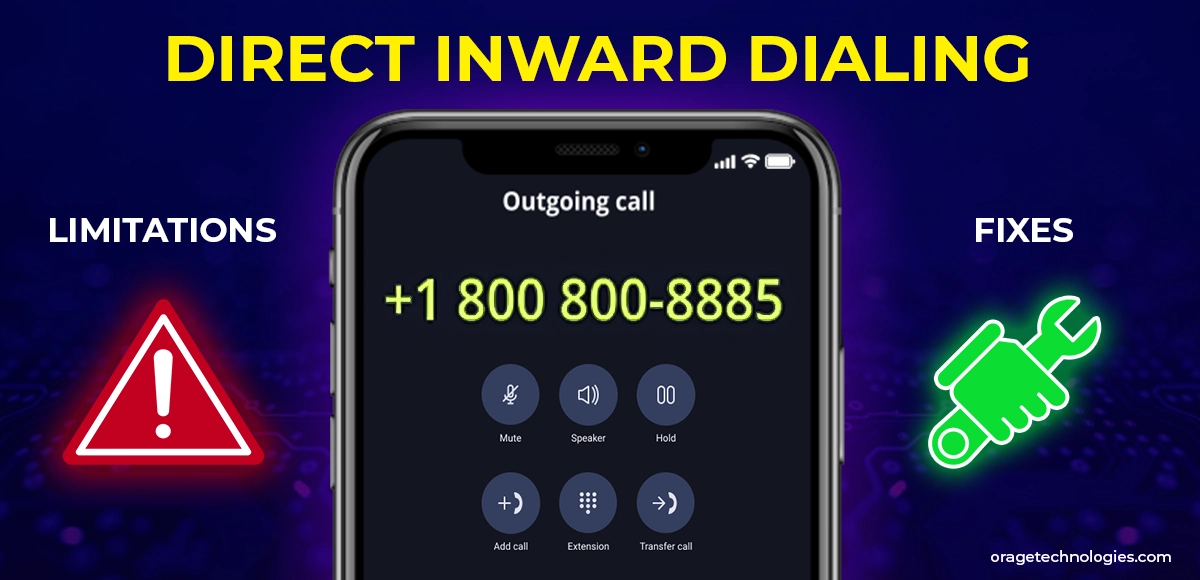 DIRECT INWARD DIALING
Outgoing call
LIMITATIONS
FIXES
+1 800 800-8885
Mute
Speaker
Hold
Add call
Extension
Transfer call
oragetechnologies.com